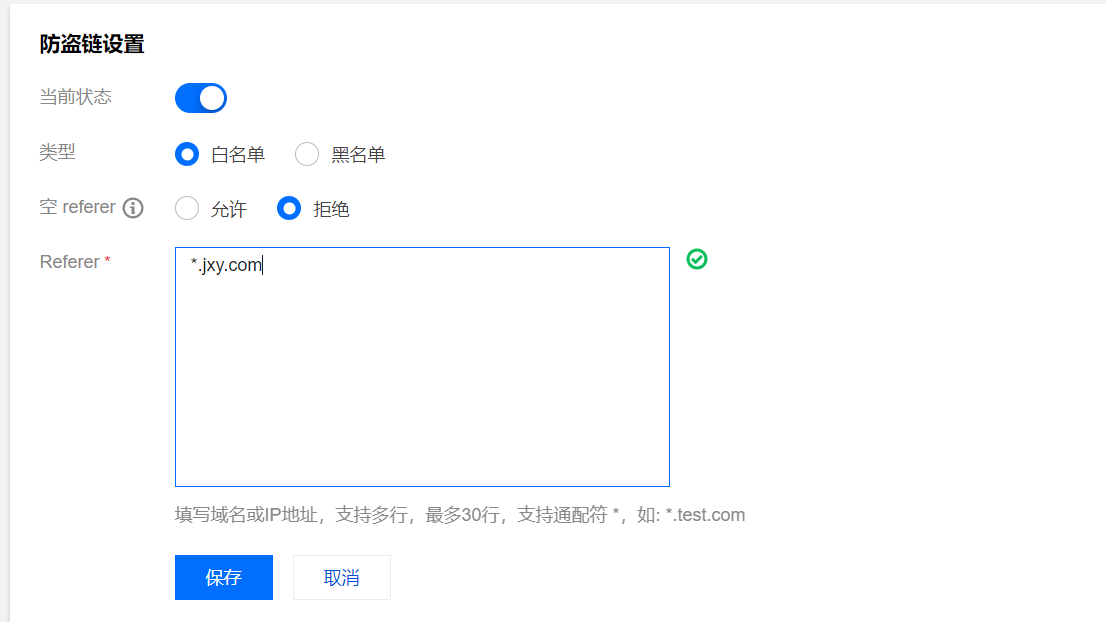 防盗链设置
当前状态
类型 白名单 黑名单
空 referer 允许 拒绝
Referer * *.jxy.com
填写域名或IP地址，支持多行，最多30行，支持通配符 *，如: *.test.com
保存 取消